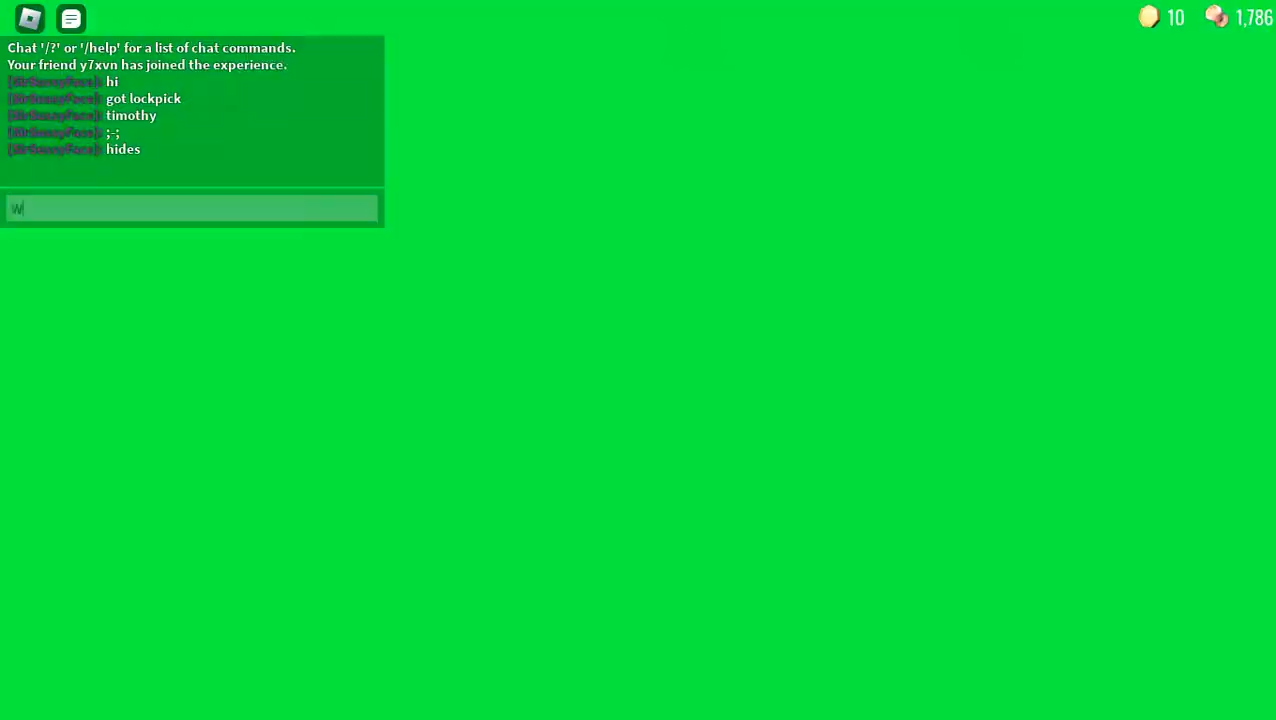 10
1,786
Chat '/?' or '/help' for a list of chat commands.
Your friend y7xvn has joined the experience.
hi
got lockpick
timothy
;-;
hides
W